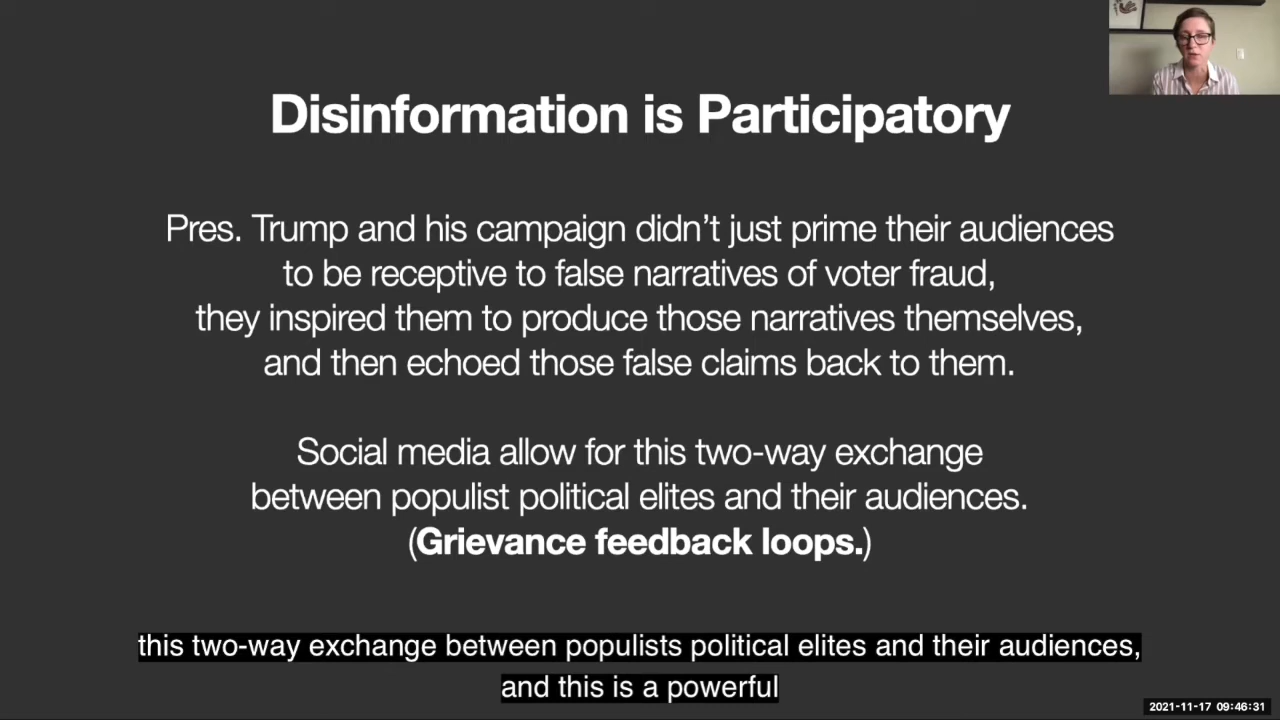 Disinformation is Participatory
Pres. Trump and his campaign didn’t just prime their audiences
to be receptive to false narratives of voter fraud,
they inspired them to produce those narratives themselves,
and then echoed those false claims back to them.
Social media allow for this two-way exchange
between populist political elites and their audiences.
(Grievance feedback loops.)
this two-way exchange between populists political elites and their audiences,
and this is a powerful
2021-11-17 09:46:31